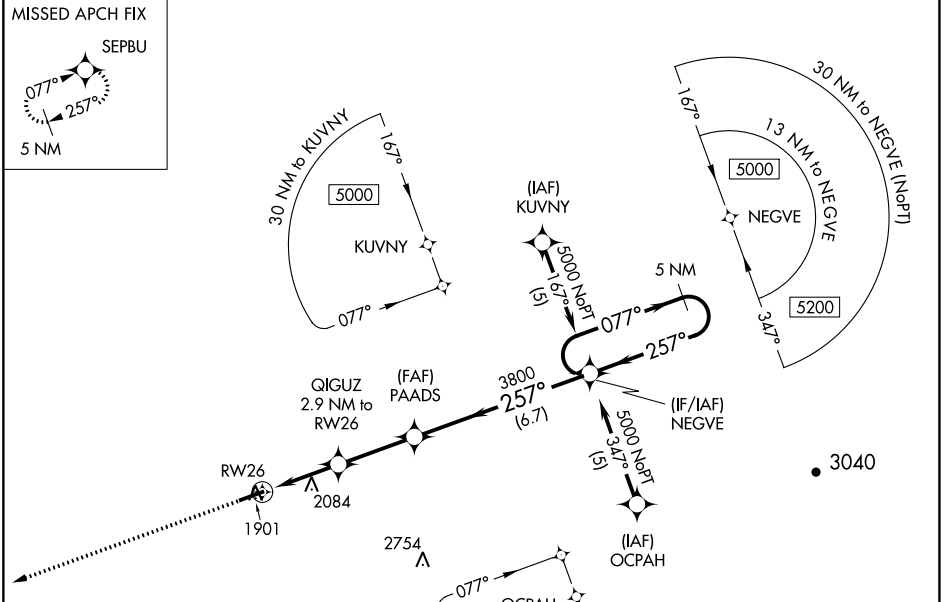 MISSED APCH FIX
SEPBU
077°
257°
5 NM
30 NM to KUVNY
167°
5000
KUVNY
077°
(IAF)
KUVNY
5000 NoPT
167°
(5)
30 NM to NEGVE (NoPT)
13 NM to NEGVE
167°
5000
NEGVE
5200
347°
5 NM
077°
257°
(IF/IAF)
NEGVE
3800
257°
(6.7)
(FAF)
PAADS
QIGUZ
2.9 NM to
RW26
RW26
1901
2084
2754
5000 NoPT
347°
(5)
(IAF)
OCPAH
3040
077°
OCPAH